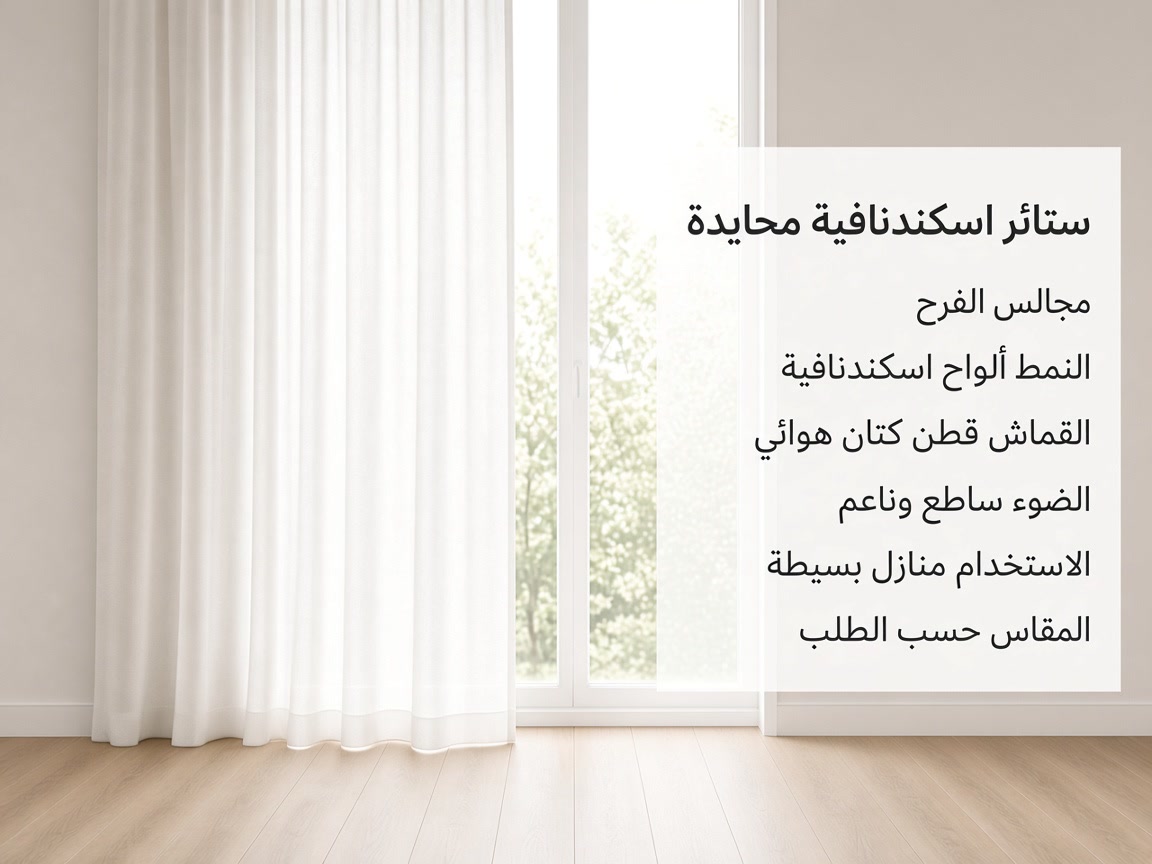 ستائر اسكندنافية محايدة
مجالس الفرح
النمط ألواح اسكندنافية
القماش قطن كتان هوائي
الضوء ساطع وناعم
الاستخدام منازل بسيطة
المقاس حسب الطلب